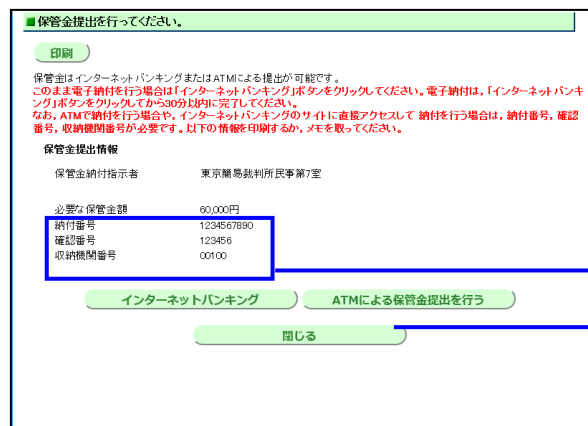 ■保管金提出を行ってください。
印刷
保管金はインターネットバンキングまたはATMによる提出が可能です。
このまま電子納付を行う場合は「インターネットバンキング」ボタンをクリックしてください。電子納付は，「インターネットバンキ
ング」ボタンをクリックしてから30分以内に完了してください。
なお，ATMで納付を行う場合や，インターネットバンキングのサイトに直接アクセスして 納付を行う場合は，納付番号，確認
番号，収納機関番号が必要です。以下の情報を印刷するか，メモを取ってください。
保管金提出情報
保管金納付指示者 東京簡易裁判所民事第7室
必要な保管金額 60,000円
納付番号 1234567890
確認番号 123456
収納機関番号 00100
インターネットバンキング ATMによる保管金提出を行う
閉じる